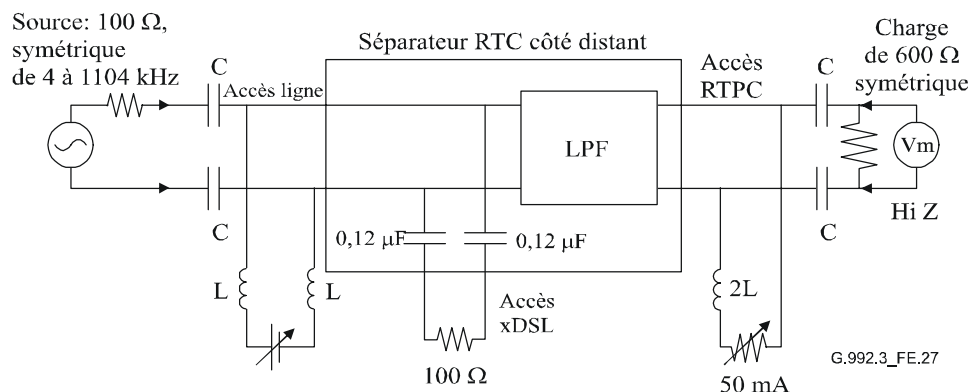 Source: 100 Ω,
symétrique
de 4 à 1104 kHz
C
Accès ligne
C
Séparateur RTC côté distant
LPF
Accès
RTPC
C
Charge
de 600 Ω
symétrique
Vm
Hi Z
C
0,12 µF
0,12 µF
L
L
Accès
xDSL
100 Ω
2L
50 mA
G.992.3_FE.27